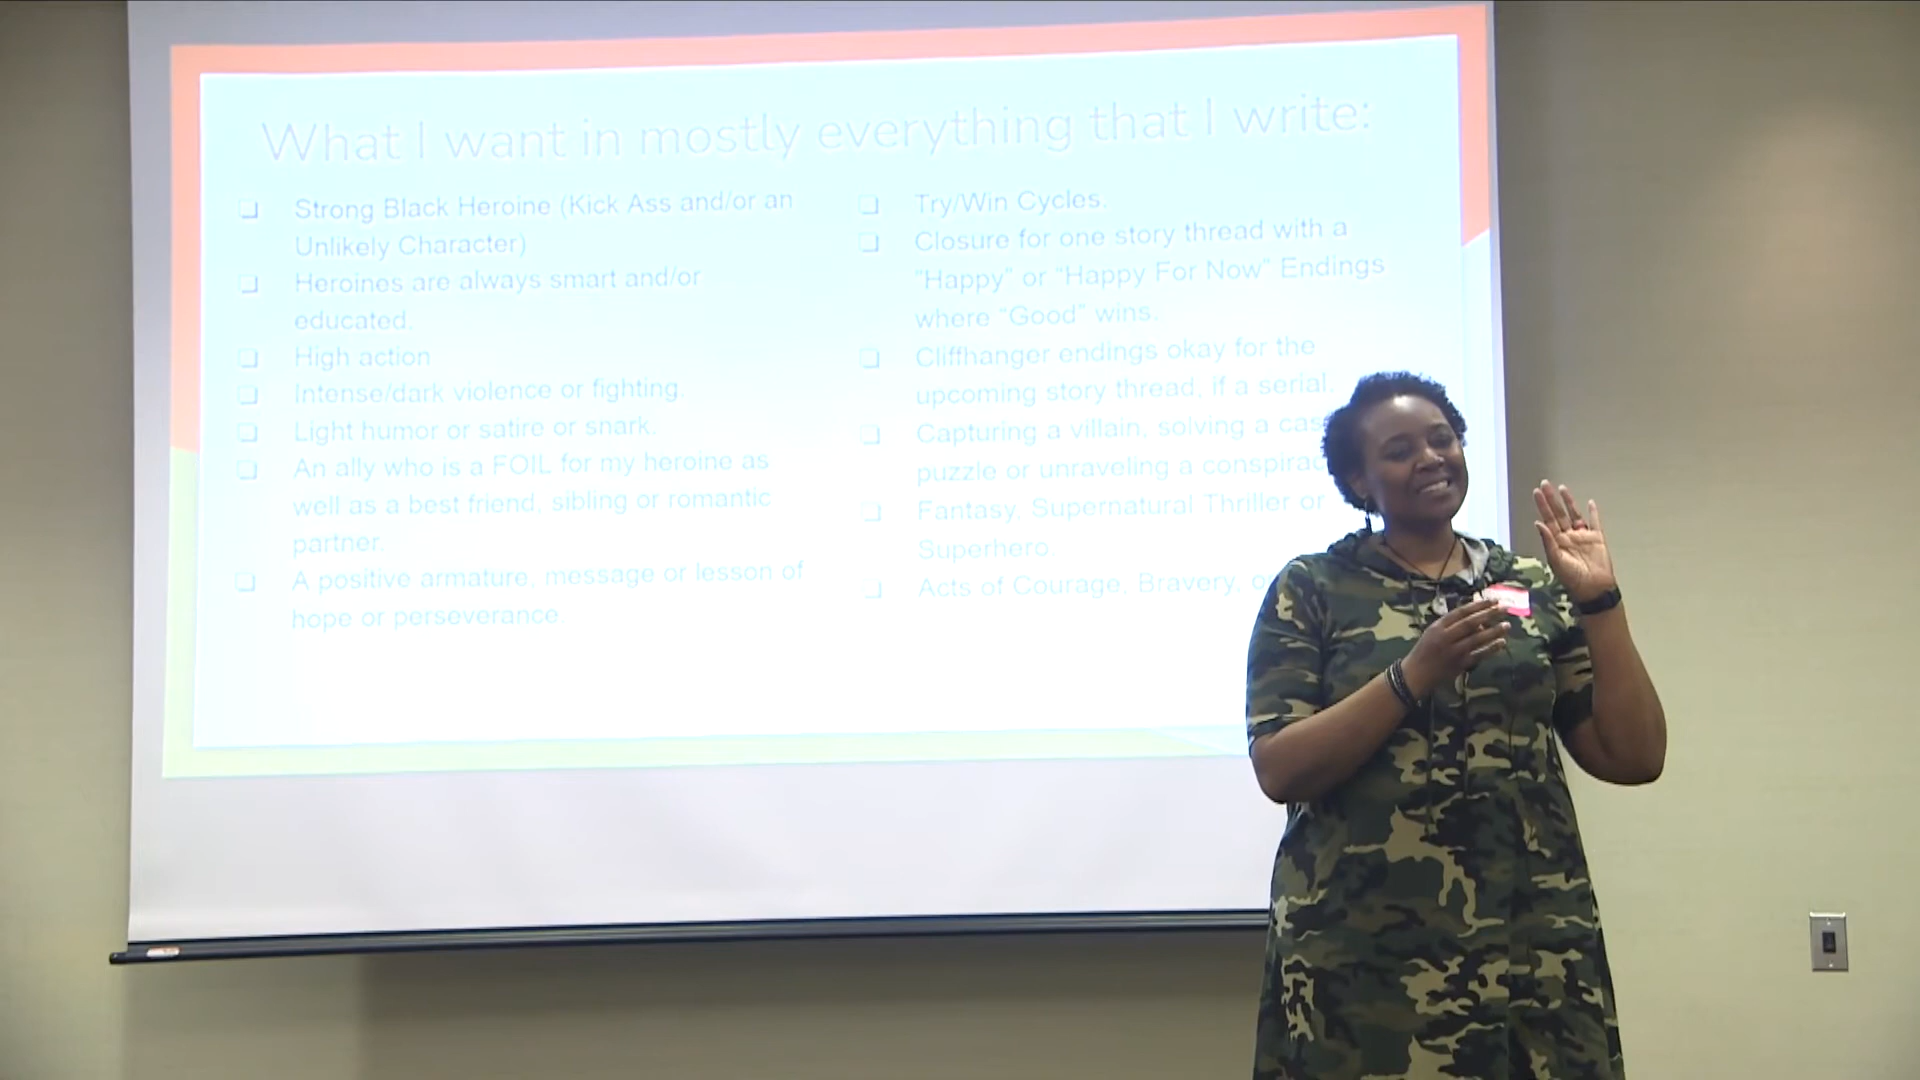 What I want in mostly everything that I write:
Strong Black Heroine (Kick Ass and/or an
Unlikely Character)
Heroines are always smart and/or
educated.
High action
Intense/dark violence or fighting.
Light humor or satire or snark.
An ally who is a FOIL for my heroine as
well as a best friend, sibling or romantic
partner.
A positive armature, message or lesson of
hope or perseverance.
Try/Win Cycles.
Closure for one story thread with a
"Happy" or "Happy For Now" Endings
where "Good" wins.
Cliffhanger endings okay for the
upcoming story thread, if a serial.
Capturing a villain, solving a
puzzle or unraveling a
Fantasy, Supernatural Thriller or
Superhero.
Acts of Courage, Bravery,